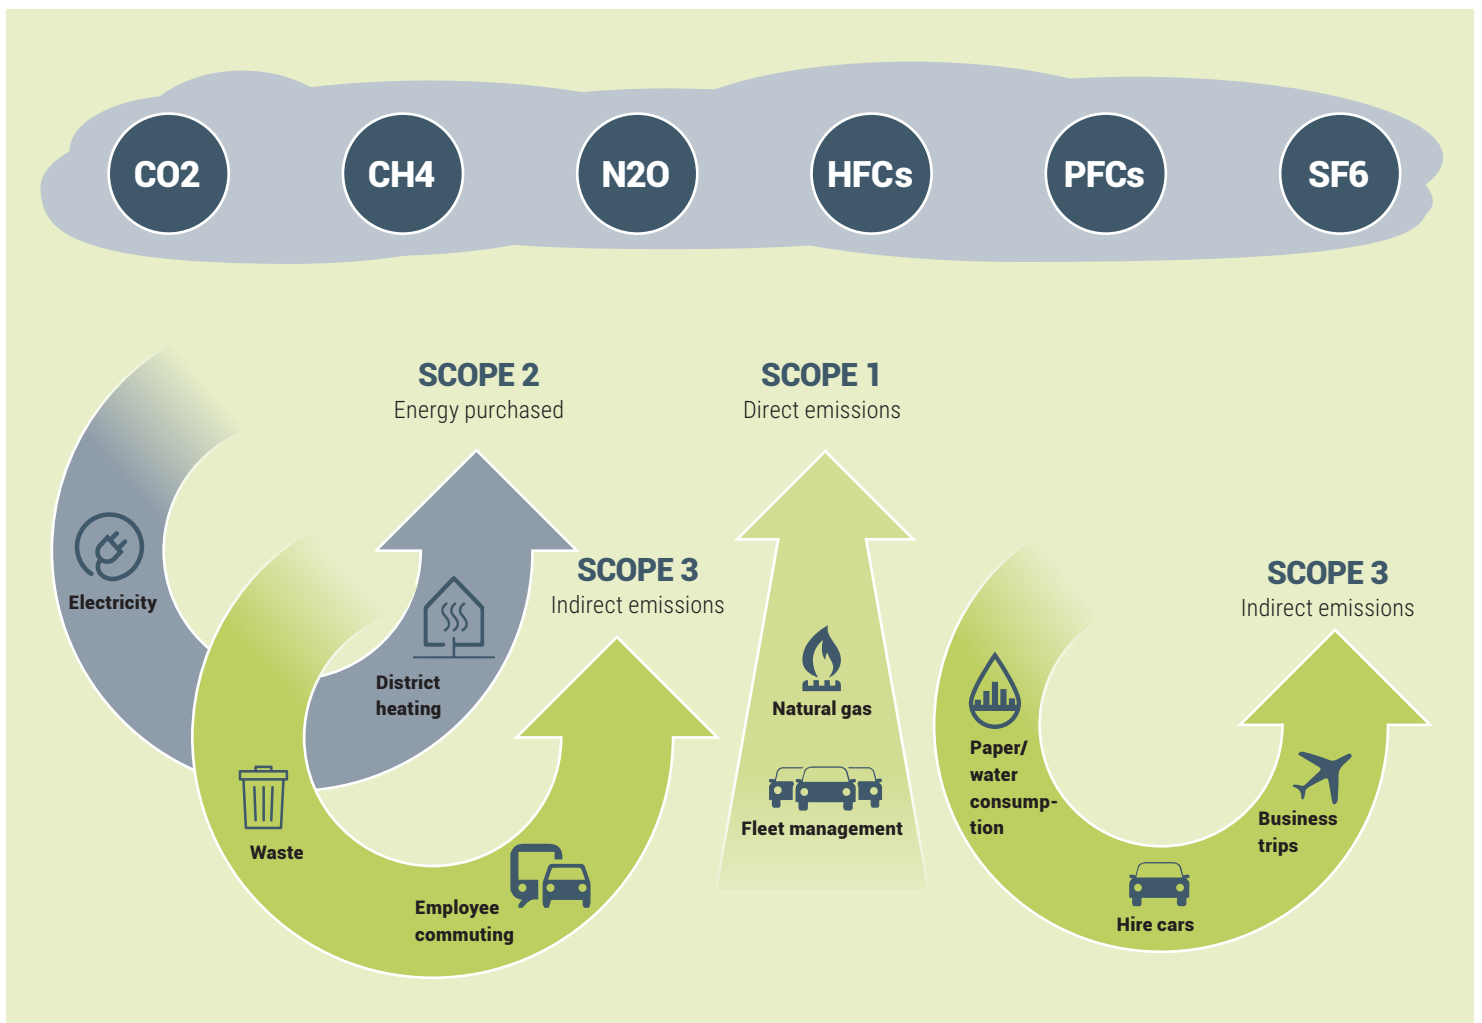 CO2
CH4
N2O
HFCs
PFCs
SF6
SCOPE 2
Energy purchased
Electricity
District
heating
SCOPE 3
Indirect emissions
Waste
Employee
commuting
SCOPE 1
Direct emissions
Natural gas
Fleet management
SCOPE 3
Indirect emissions
Paper/
water
consump-
tion
Hire cars
Business
trips